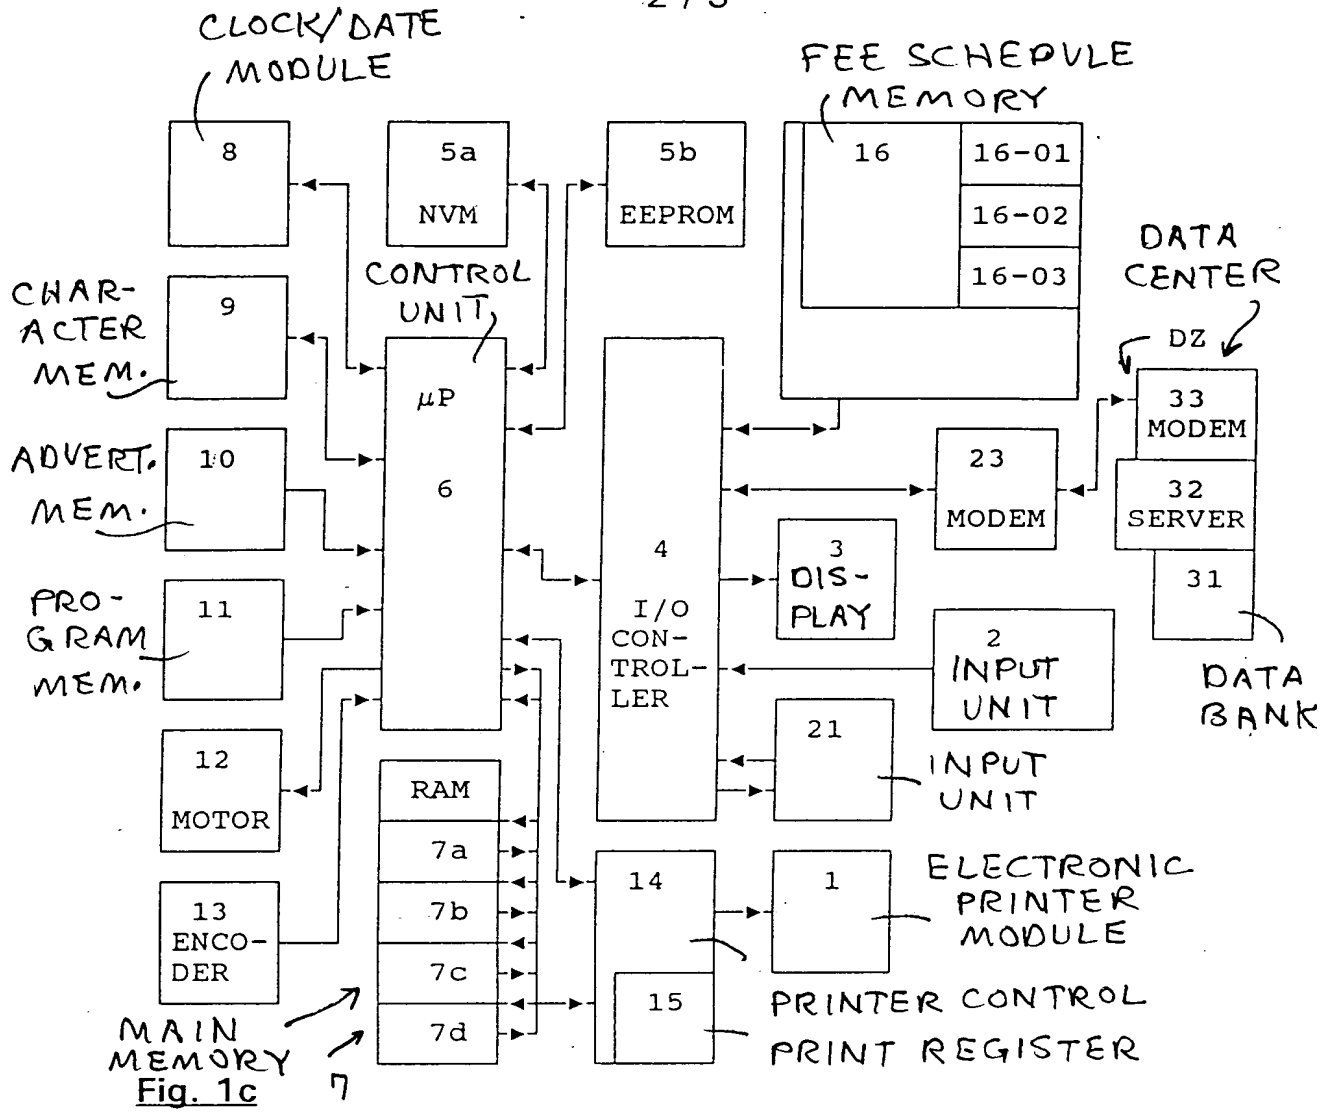 2/3
CLOCK/DATE
MODULE
FEE SCHEDULE
MEMORY
8
5a
NVM
5b
EEPROM
16
16-01
16-02
16-03
DATA
CENTER
DZ
CHAR-
ACTER
MEM.
9
CONTROL
UNIT
µP
6
33
MODEM
32
SERVER
31
DATA
BANK
ADVERT.
MEM.
10
23
MODEM
4
I/O
CON-
TROL-
LER
3
DIS-
PLAY
PRO-
GRAM
MEM.
11
2
INPUT
UNIT
12
MOTOR
21
INPUT
UNIT
RAM
7a
7b
7c
7d
13
ENCO-
DER
14
15
1
ELECTRONIC
PRINTER
MODULE
PRINTER CONTROL
PRINT REGISTER
MAIN
MEMORY
7
Fig. 1c